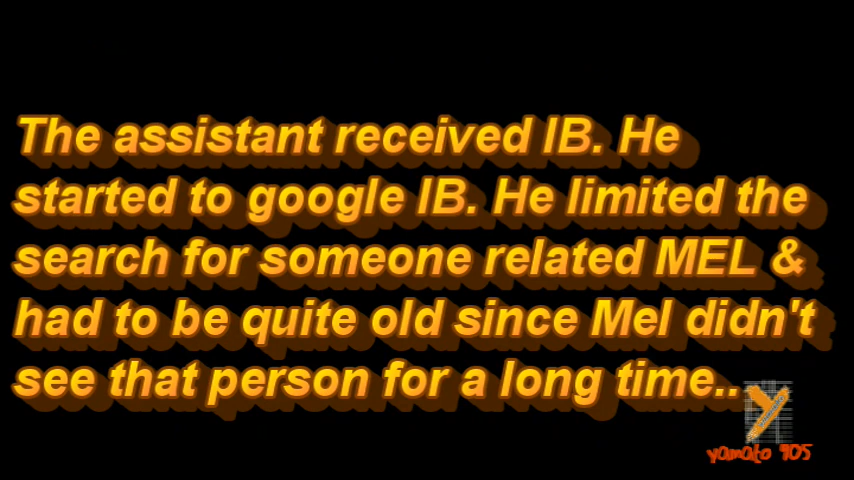 The assistant received IB. He
started to google IB. He limited the
search for someone related MEL &
had to be quite old since Mel didn't
see that person for a long time..
Y
yamato 905